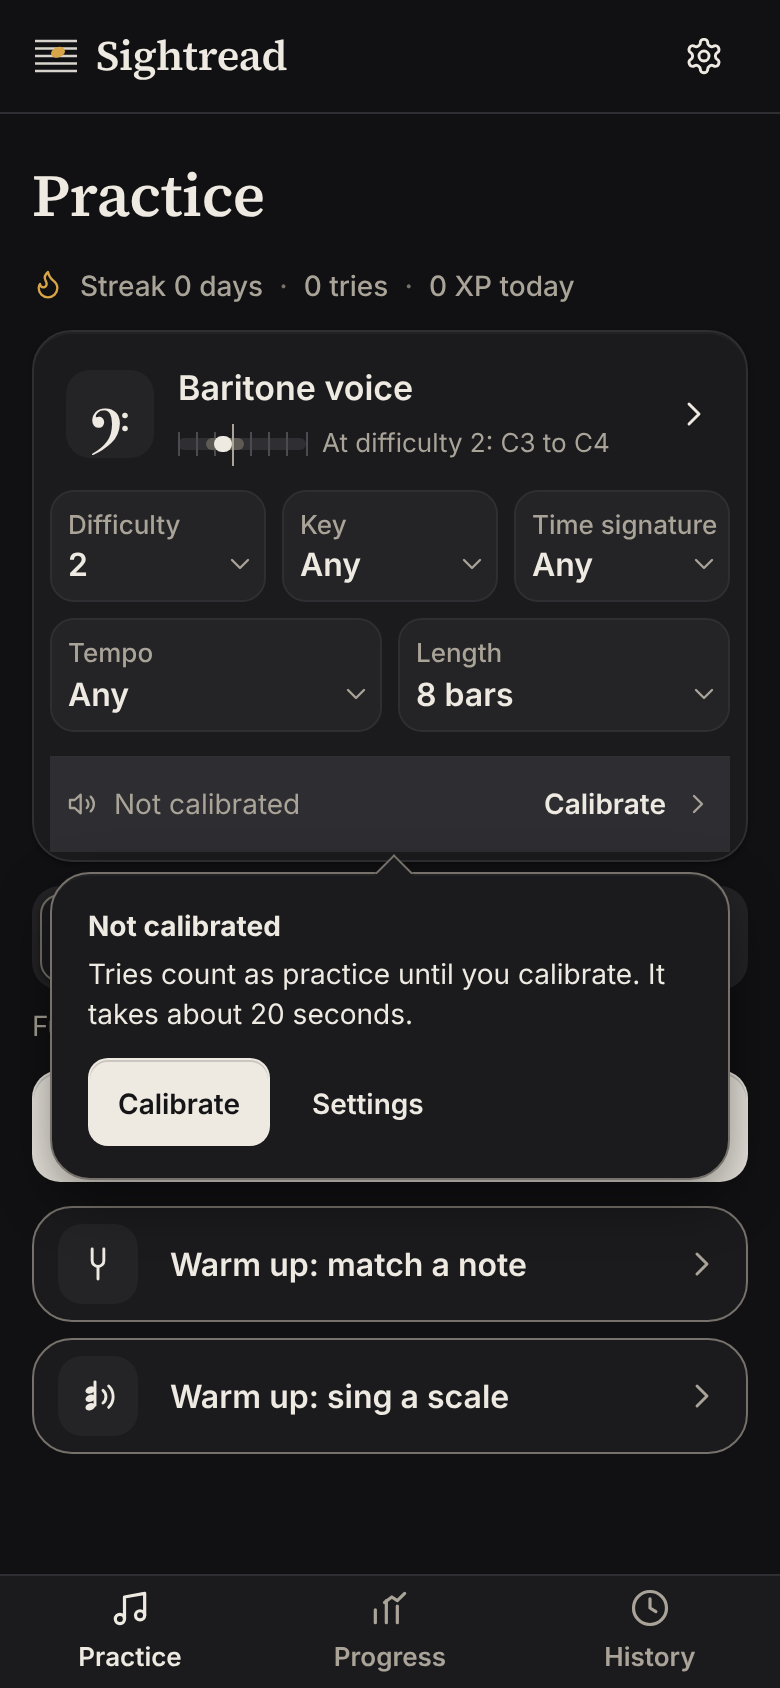 Sightread
Practice
Streak 0 days · 0 tries · 0 XP today
Baritone voice
At difficulty 2: C3 to C4
Difficulty
2
Key
Any
Time signature
Any
Tempo
Any
Length
8 bars
Not calibrated
Calibrate
Not calibrated
Tries count as practice until you calibrate. It
takes about 20 seconds.
Calibrate
Settings
Warm up: match a note
Warm up: sing a scale
Practice
Progress
History